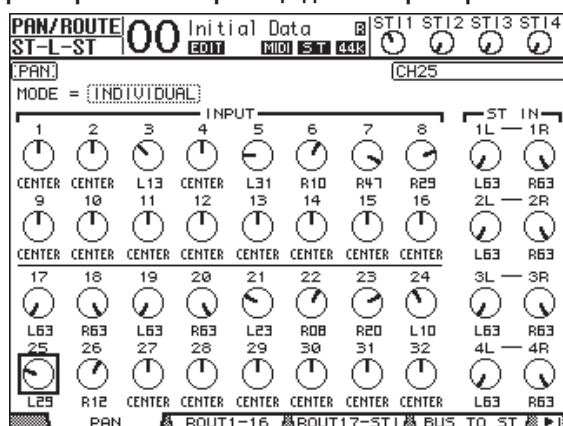 PAN/ROUTE 00 Initial Data R ST11 ST12 ST13 ST14
ST-L-ST EDIT MIDI ST 44k
PAN CH25
MODE = INDIVIDUAL
INPUT ST IN
1 2 3 4 5 6 7 8 1L — 1R
CENTER CENTER L13 CENTER L31 R10 R47 R29 L63 R63
9 10 11 12 13 14 15 16 2L — 2R
CENTER CENTER CENTER CENTER CENTER CENTER CENTER CENTER L63 R63
17 18 19 20 21 22 23 24 3L — 3R
L63 R63 L63 R63 L23 R08 R20 L10 L63 R63
25 26 27 28 29 30 31 32 4L — 4R
L29 R12 CENTER CENTER CENTER CENTER CENTER CENTER L63 R63
PAN ROUT1-16 ROUT17-STI BUS TO ST